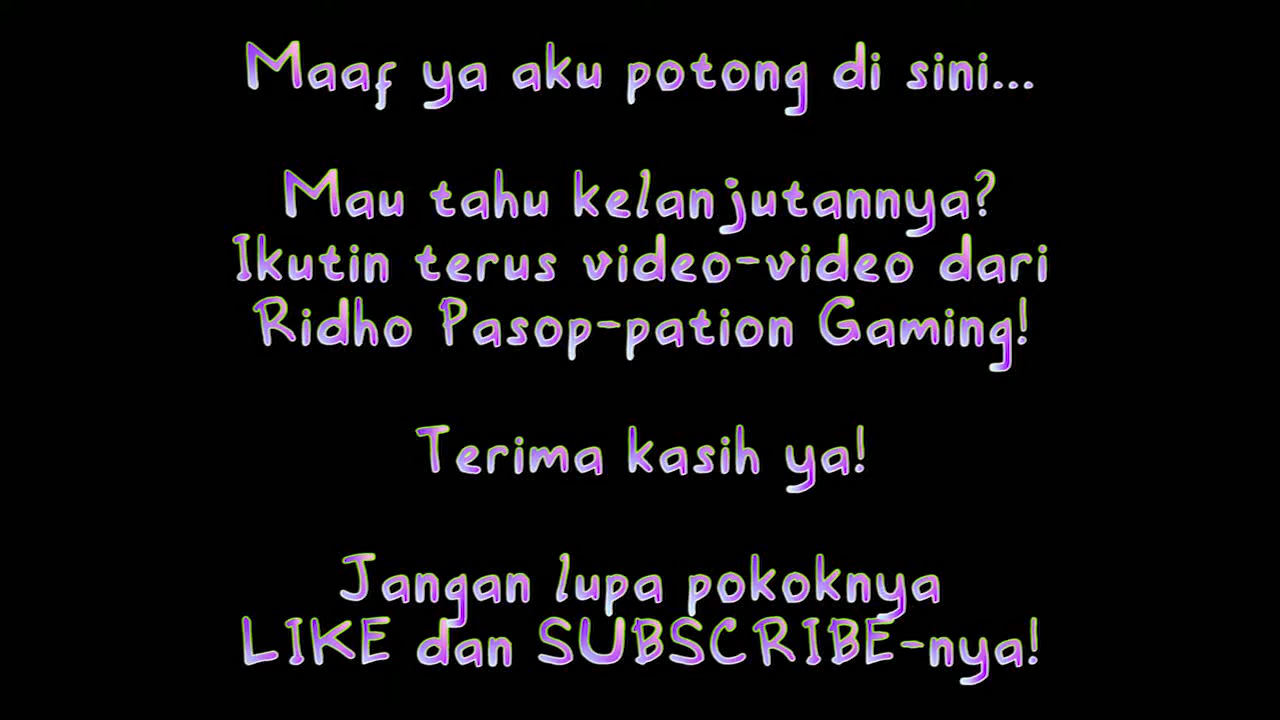 Maaf ya aku potong di sini...
Mau tahu kelanjutannya?
Ikutin terus video-video dari
Ridho Pasop-pation Gaming!
Terima kasih ya!
Jangan lupa pokoknya
LIKE dan SUBSCRIBE-nya!